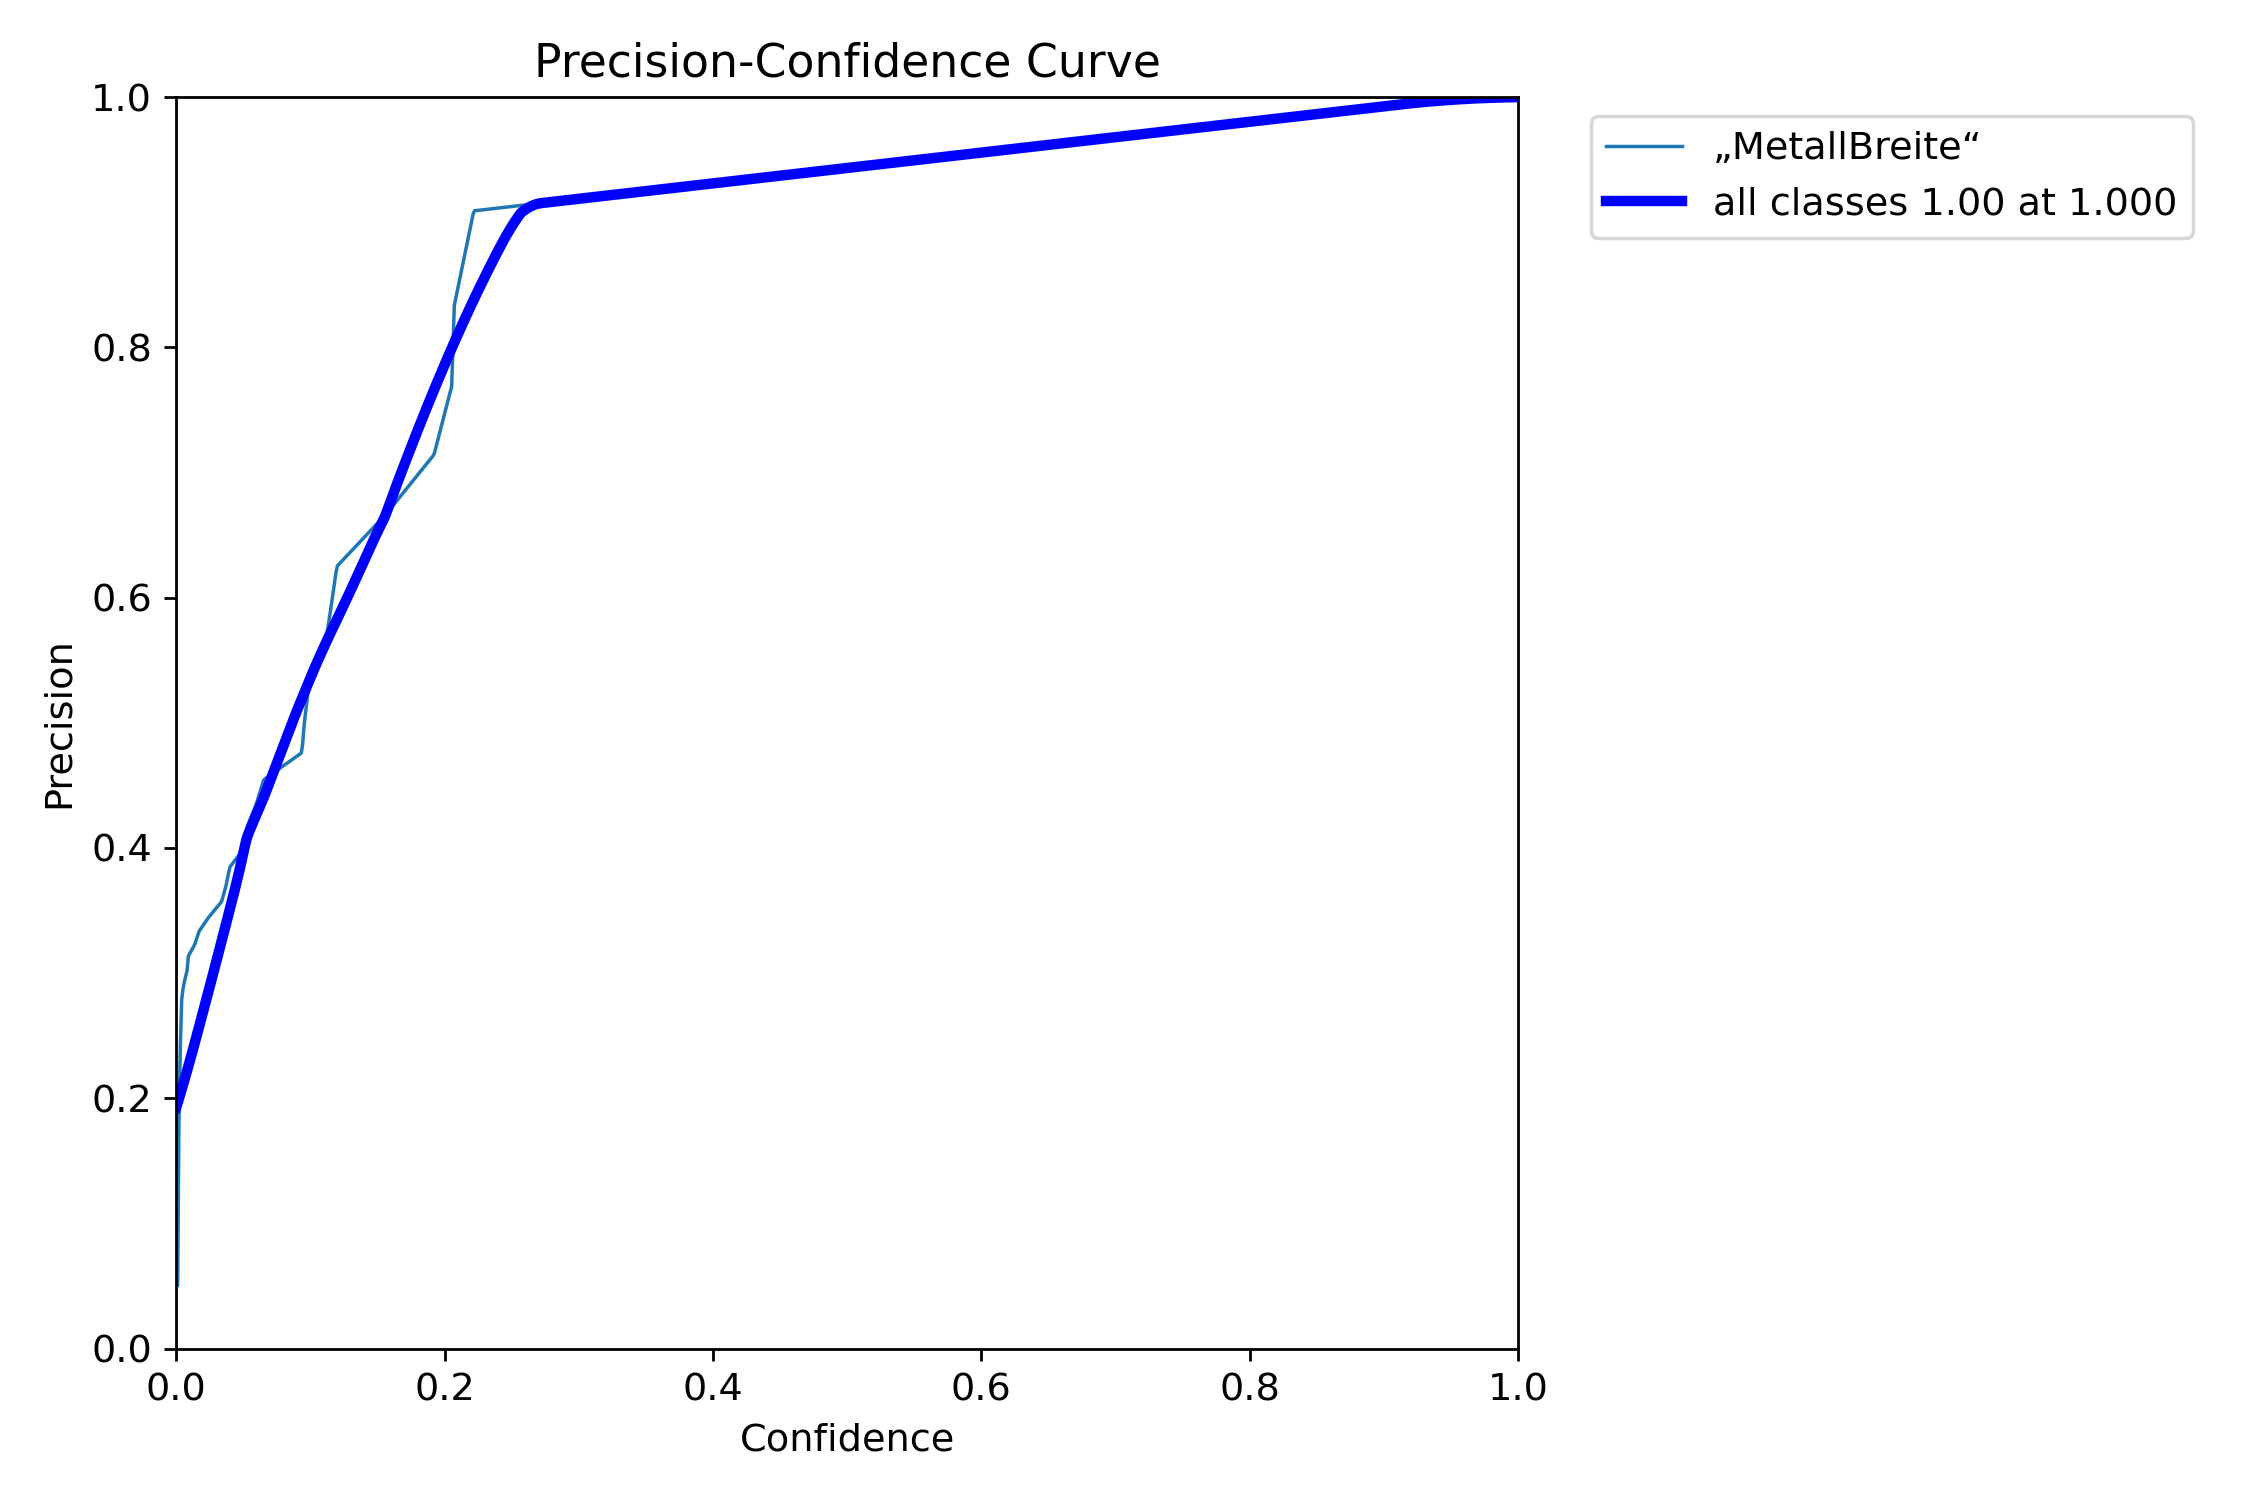 Precision-Confidence Curve
1.0
0.8
0.6
0.4
0.2
0.0
Precision
0.0 0.2 0.4 0.6 0.8 1.0
Confidence
„MetallBreite“
all classes 1.00 at 1.000